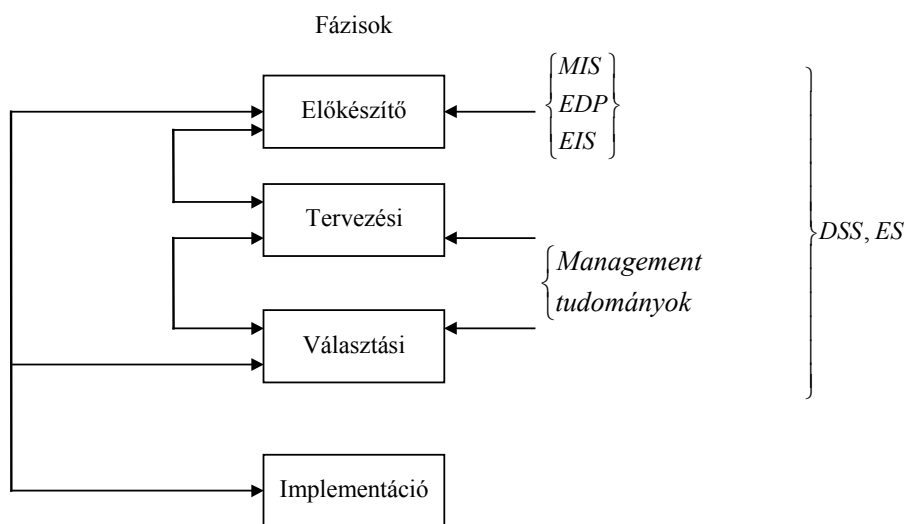 Fázisok
Előkészítő
MIS
EDP
EIS
Tervezési
DSS, ES
Management
tudományok
Választási
Implementáció